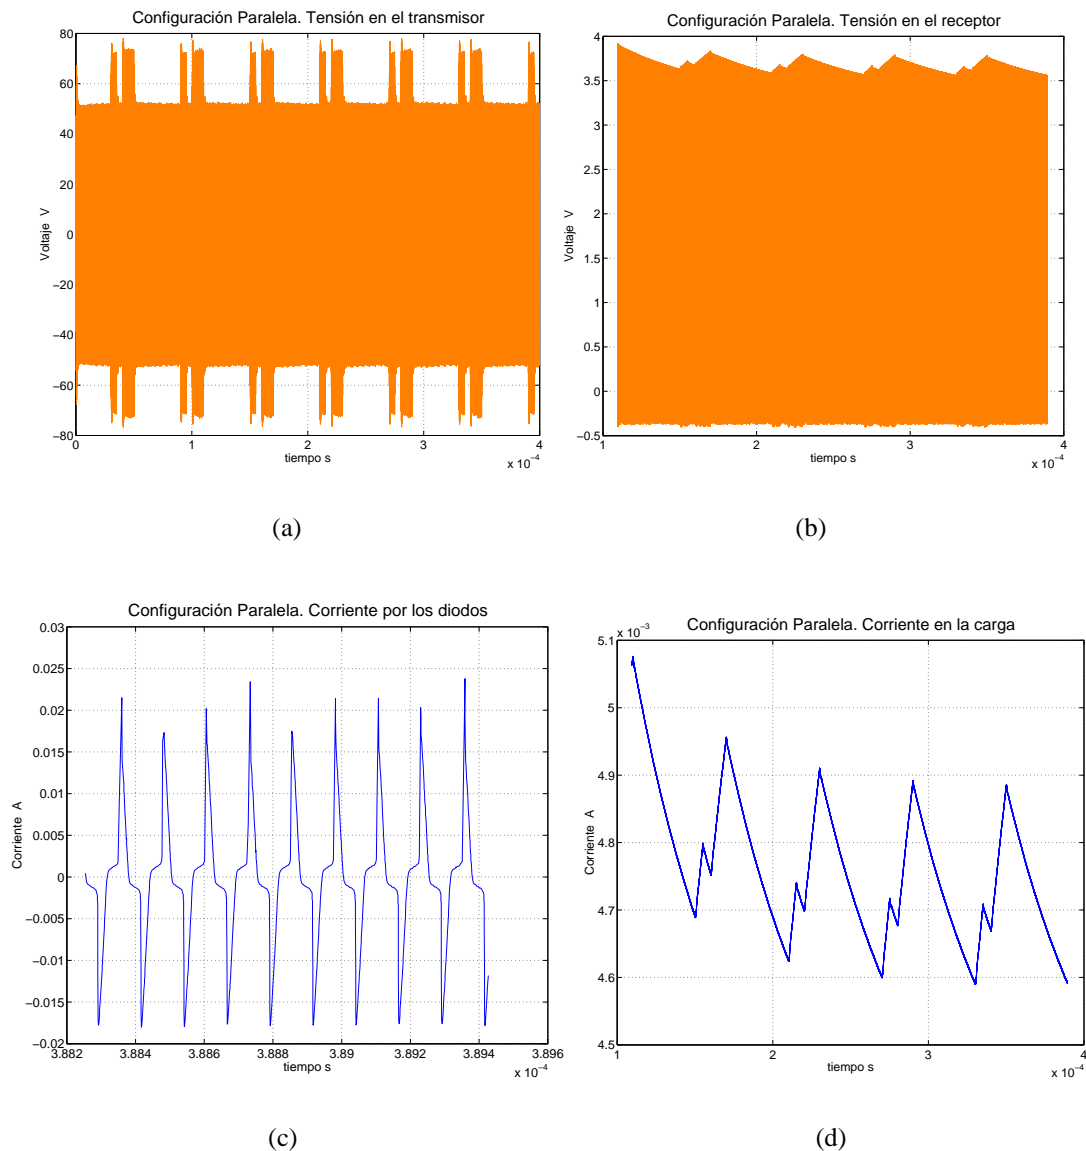 Configuración Paralela. Tensión en el transmisor
80
60
40
20
0
−20
−40
−60
−80
Voltaje V
0
1
2
3
4
tiempo s
x 10⁻⁴
(a)
Configuración Paralela. Tensión en el receptor
4
3.5
3
2.5
2
1.5
1
0.5
0
−0.5
Voltaje V
1
2
3
4
tiempo s
x 10⁻⁴
(b)
Configuración Paralela. Corriente por los diodos
0.03
0.025
0.02
0.015
0.01
0.005
0
−0.005
−0.01
−0.015
−0.02
Corriente A
3.882
3.884
3.886
3.888
3.89
3.892
3.894
3.896
tiempo s
x 10⁻⁴
(c)
Configuración Paralela. Corriente en la carga
x 10⁻³
5.1
5
4.9
4.8
4.7
4.6
4.5
Corriente A
1
2
3
4
tiempo s
x 10⁻⁴
(d)